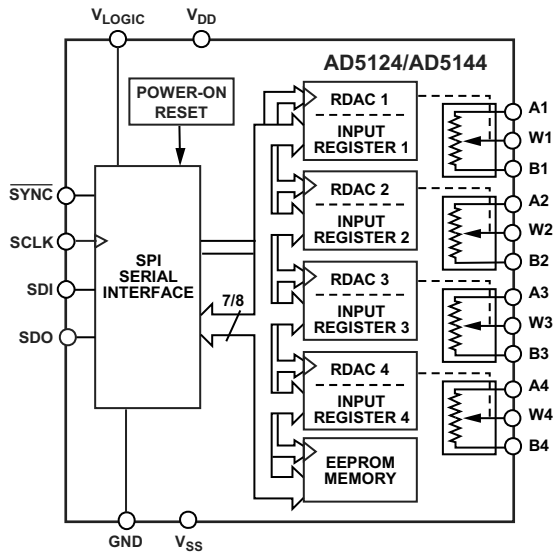 VLOGIC VDD
AD5124/AD5144
POWER-ON
RESET
RDAC 1
INPUT
REGISTER 1
A1
W1
B1
SYNC
SCLK
SDI
SDO
SPI
SERIAL
INTERFACE
7/8
RDAC 2
INPUT
REGISTER 2
A2
W2
B2
RDAC 3
INPUT
REGISTER 3
A3
W3
B3
RDAC 4
INPUT
REGISTER 4
A4
W4
B4
EEPROM
MEMORY
GND VSS